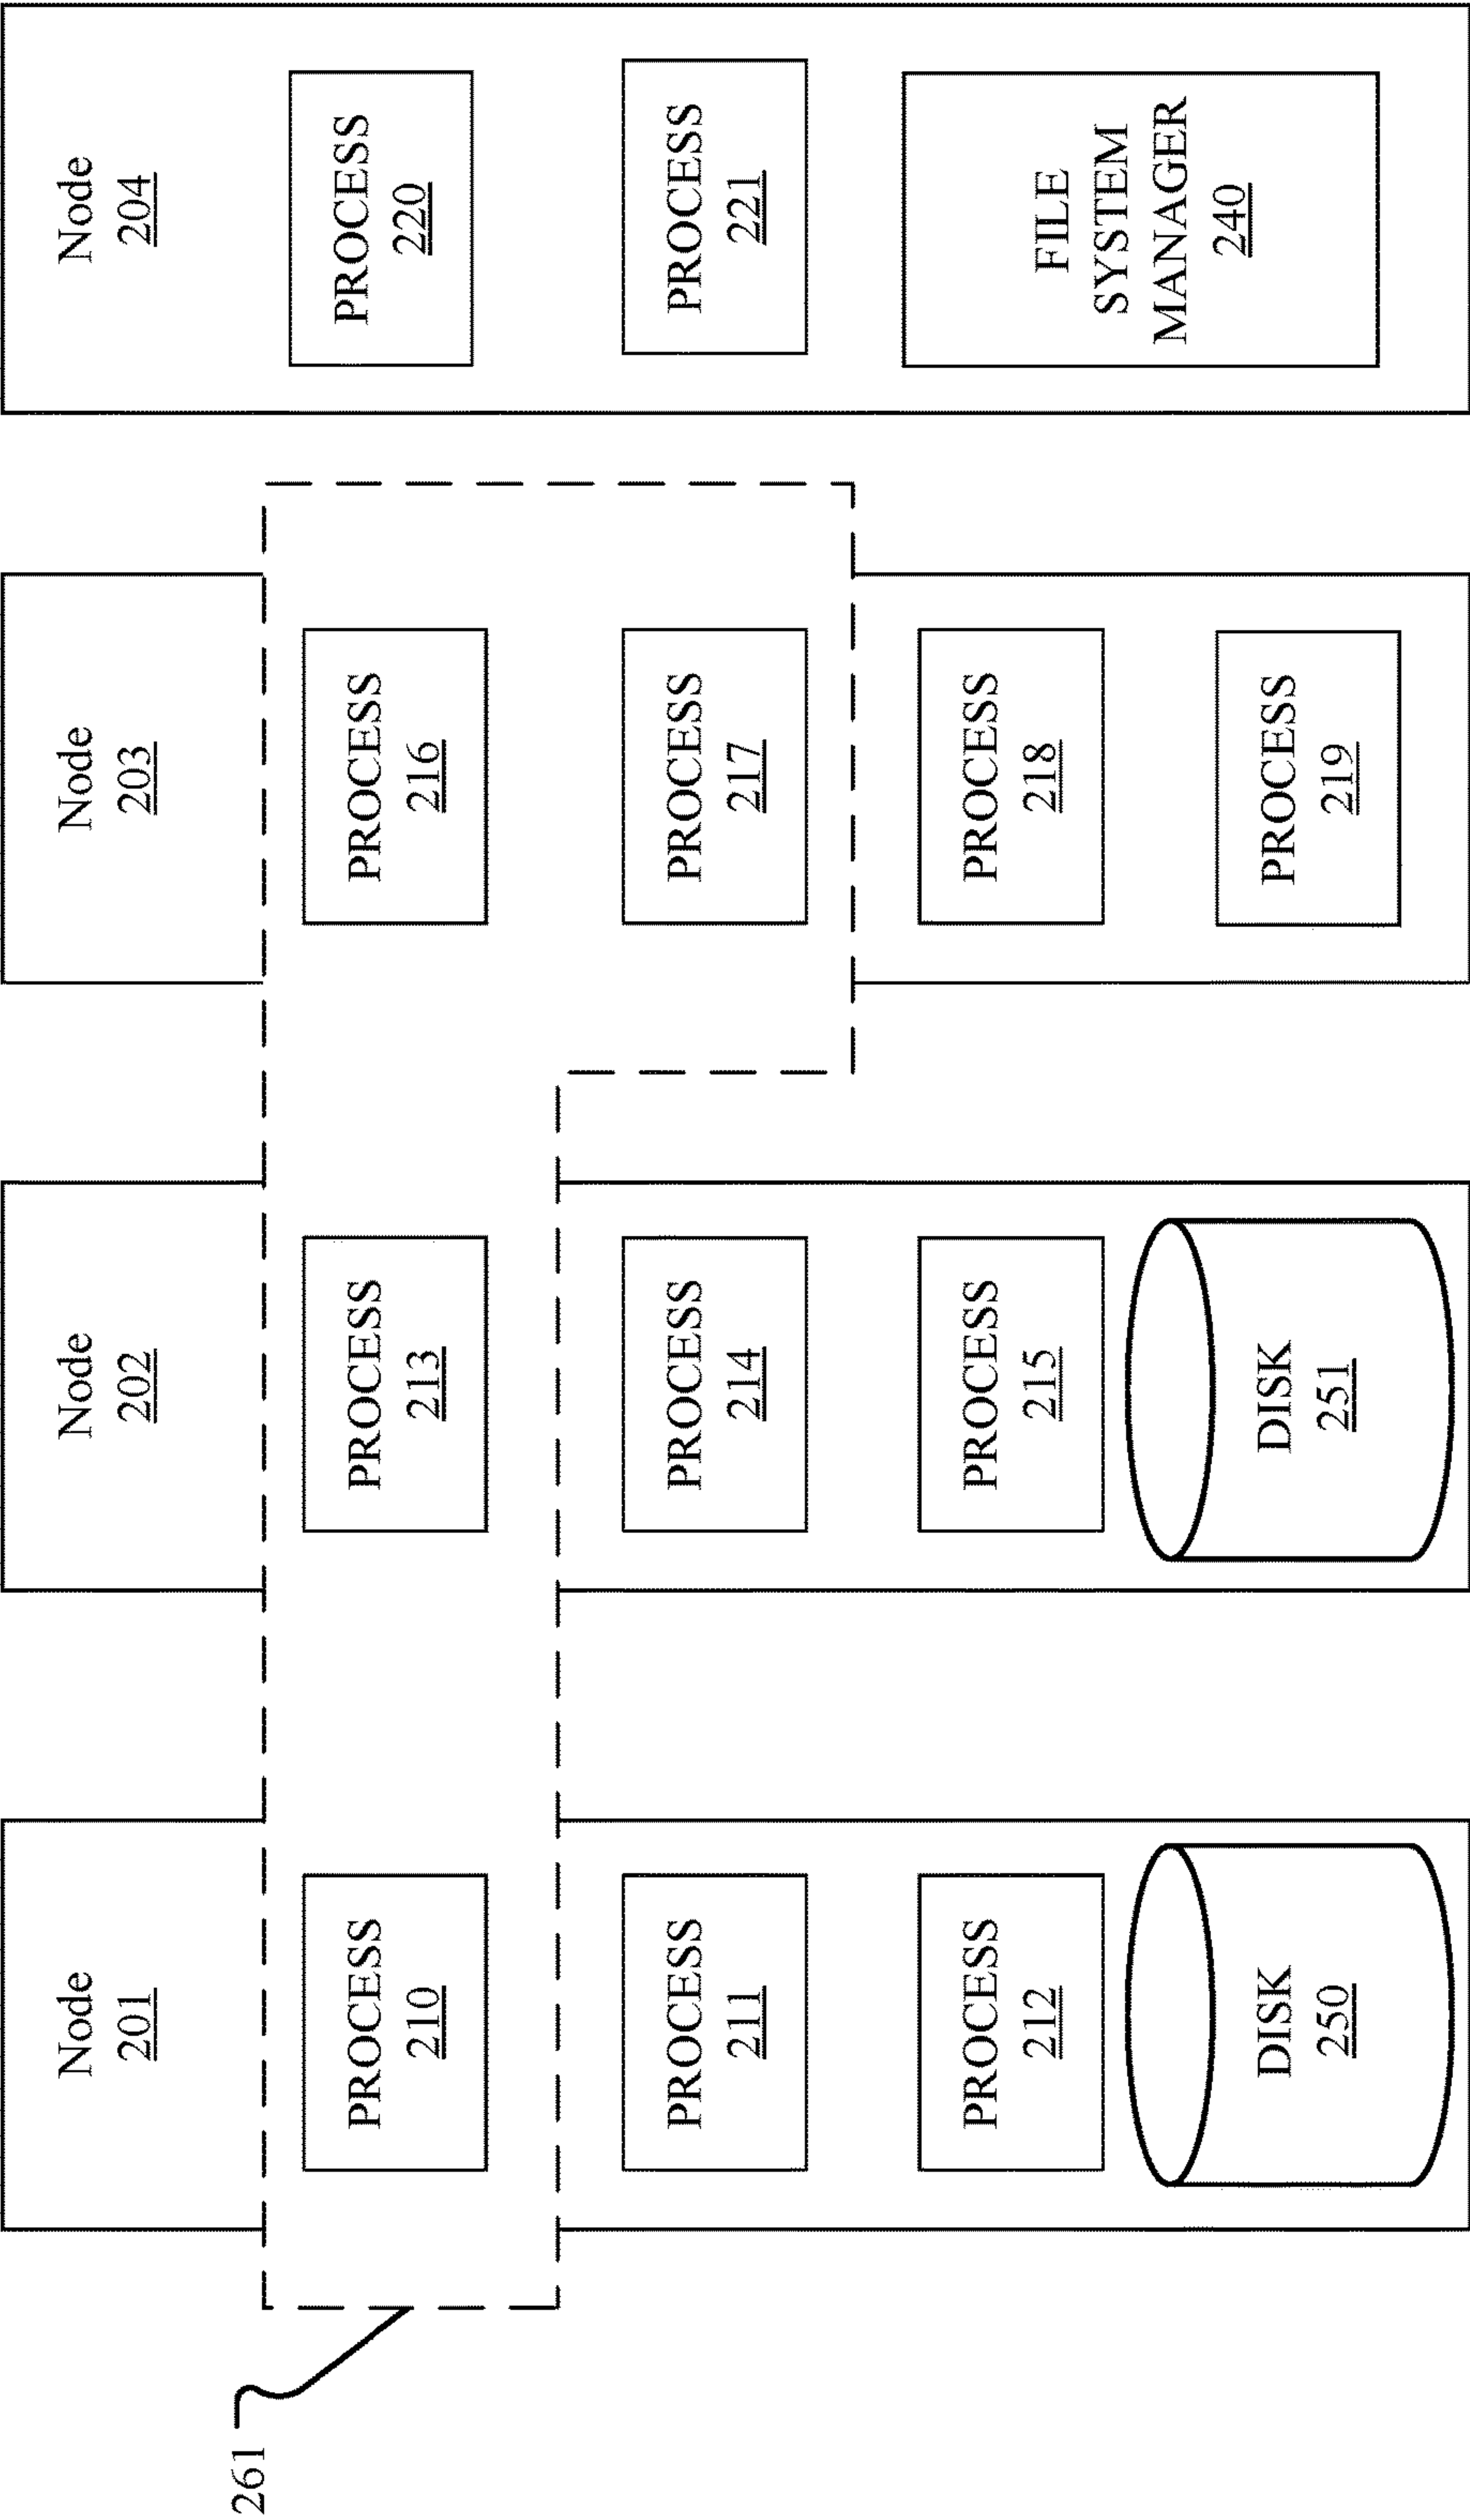 261
Node
201
PROCESS
210
PROCESS
211
PROCESS
212
DISK
250
Node
202
PROCESS
213
PROCESS
214
PROCESS
215
DISK
251
Node
203
PROCESS
216
PROCESS
217
PROCESS
218
PROCESS
219
Node
204
PROCESS
220
PROCESS
221
FILE
SYSTEM
MANAGER
240